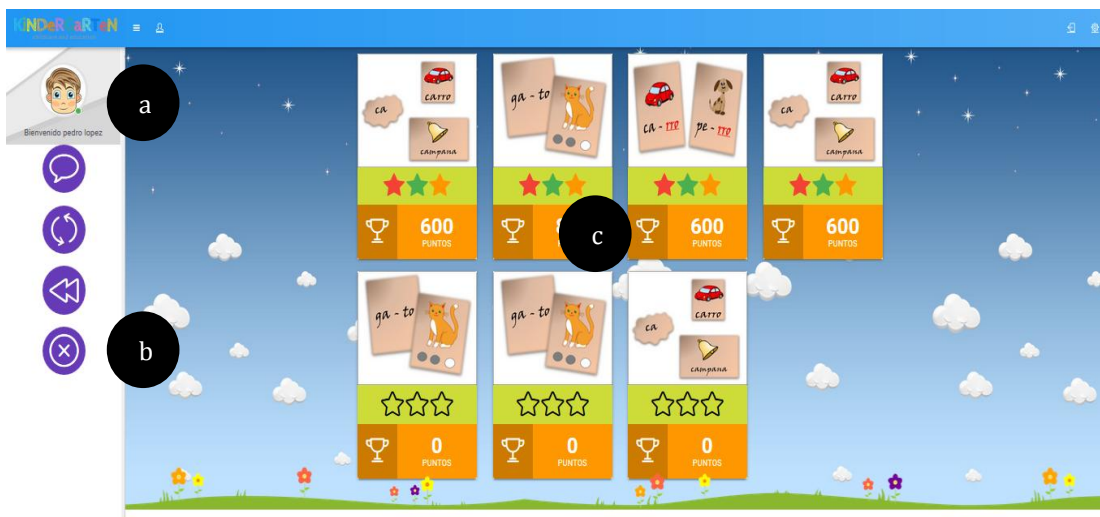 KiNDeRGaRTeN
a
Bienvenido pedro lopez
b
c
ca
carro
campana
ga - to
ca - rro
pe - rro
ca
carro
campana
600
PUNTOS
600
PUNTOS
600
PUNTOS
ga - to
ga - to
ca
carro
campana
0
PUNTOS
0
PUNTOS
0
PUNTOS